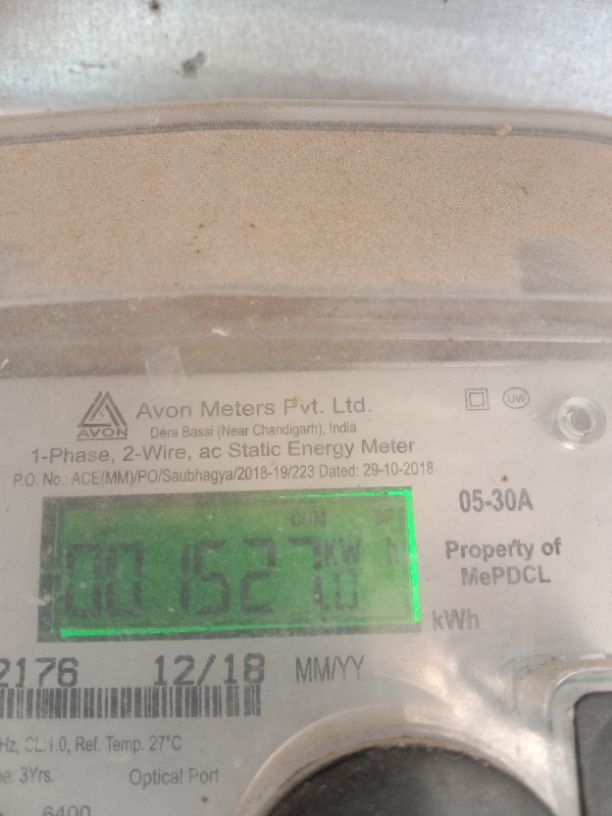 AVON
Avon Meters Pvt. Ltd.
Dera Bassi (Near Chandigarh), India
1-Phase, 2-Wire, ac Static Energy Meter
P.O. No.: ACE/MM)/PO/Saubhagya/2018-19/223 Dated: 29-10-2018
UW
05-30A
CUM
001527 KW h
1.0
Property of
MePDCL
kWh
2176 12/18 MM/YY
Hz, CL:1.0, Ref. Temp. 27°C
3Yrs. Optical Port
6400